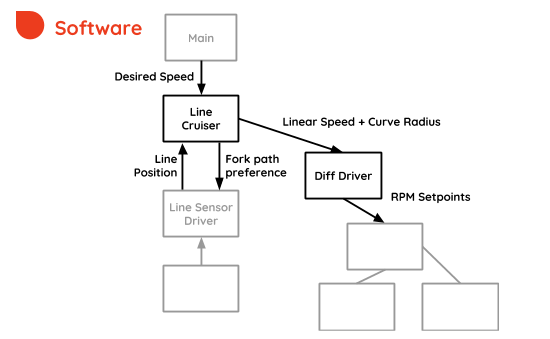 Software
Main
Desired Speed
Line
Cruiser
Linear Speed + Curve Radius
Line
Position
Fork path
preference
Diff Driver
RPM Setpoints
Line Sensor
Driver